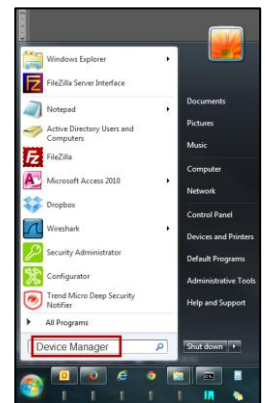 Windows Explorer
FileZilla Server Interface
Notepad
Active Directory Users and
Computers
FileZilla
Microsoft Access 2010
Dropbox
Wireshark
Security Administrator
Configurator
Trend Micro Deep Security
Notifier
All Programs
Device Manager
Documents
Pictures
Music
Computer
Network
Control Panel
Devices and Printers
Default Programs
Administrative Tools
Help and Support
Shut down